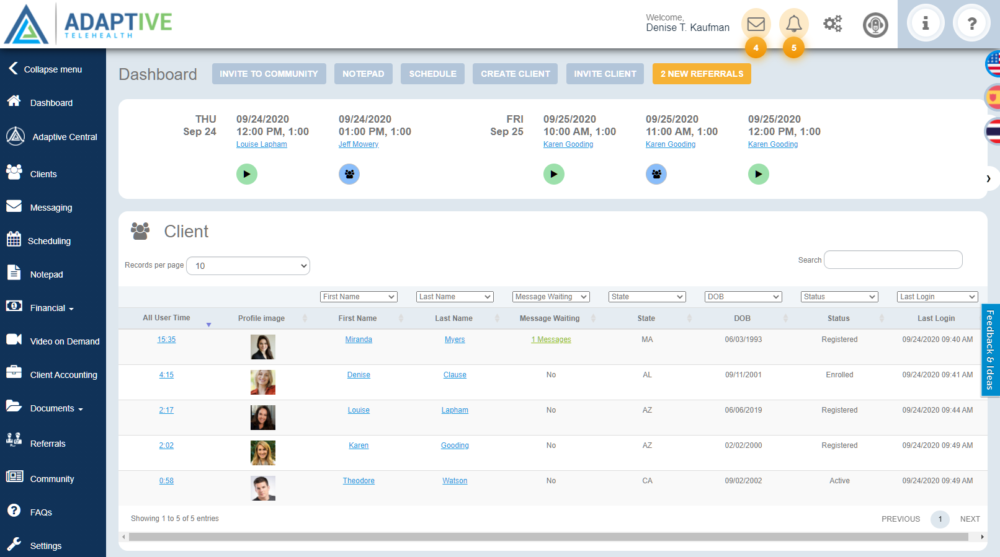 ADAPTIVE
TELEHEALTH
Welcome,
Denise T. Kaufman
4
5
i
?
Collapse menu
Dashboard
Adaptive Central
Clients
Messaging
Scheduling
Notepad
Financial
Video on Demand
Client Accounting
Documents
Referrals
Community
FAQs
Settings
Dashboard
INVITE TO COMMUNITY
NOTEPAD
SCHEDULE
CREATE CLIENT
INVITE CLIENT
2 NEW REFERRALS
THU
Sep 24
09/24/2020
12:00 PM, 1:00
Louise Lapham
09/24/2020
01:00 PM, 1:00
Jeff Mowery
FRI
Sep 25
09/25/2020
10:00 AM, 1:00
Karen Gooding
09/25/2020
11:00 AM, 1:00
Karen Gooding
09/25/2020
12:00 PM, 1:00
Karen Gooding
Client
Records per page 10
Search
First Name Last Name Message Waiting State DOB Status Last Login
All User Time Profile image First Name Last Name Message Waiting State DOB Status Last Login
15:35 Miranda Myers 1 Messages MA 06/03/1993 Registered 09/24/2020 09:40 AM
4:15 Denise Clause No AL 09/11/2001 Enrolled 09/24/2020 09:41 AM
2:17 Louise Lapham No AZ 06/06/2019 Registered 09/24/2020 09:44 AM
2:02 Karen Gooding No AZ 02/02/2000 Registered 09/24/2020 09:49 AM
0:58 Theodore Watson No CA 09/02/2002 Active 09/24/2020 09:49 AM
Showing 1 to 5 of 5 entries
PREVIOUS 1 NEXT
Feedback & Ideas